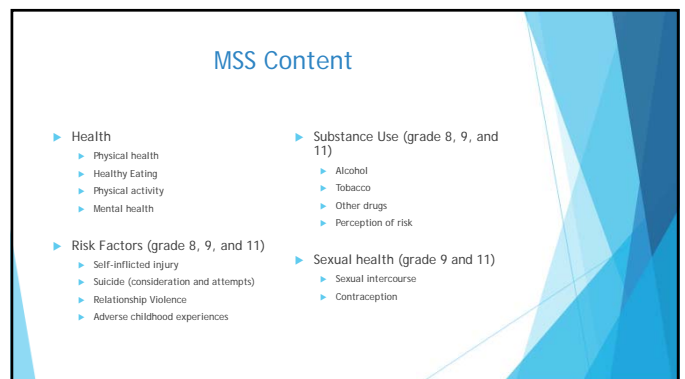 MSS Content
Health
Physical health
Healthy Eating
Physical activity
Mental health
Risk Factors (grade 8, 9, and 11)
Self-inflicted injury
Suicide (consideration and attempts)
Relationship Violence
Adverse childhood experiences
Substance Use (grade 8, 9, and
11)
Alcohol
Tobacco
Other drugs
Perception of risk
Sexual health (grade 9 and 11)
Sexual intercourse
Contraception